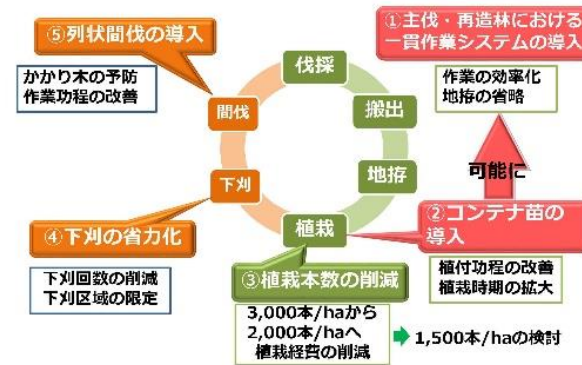 ⑤列状間伐の導入
かかり木の予防
作業功程の改善
①主伐・再造林における
一貫作業システムの導入
作業の効率化
地拵の省略
伐採
搬出
地拵
植栽
下刈
間伐
可能に
②コンテナ苗の
導入
植付功程の改善
植栽時期の拡大
③植栽本数の削減
3,000本/haから
2,000本/haへ
植栽経費の削減
1,500本/haの検討
④下刈の省力化
下刈回数の削減
下刈区域の限定